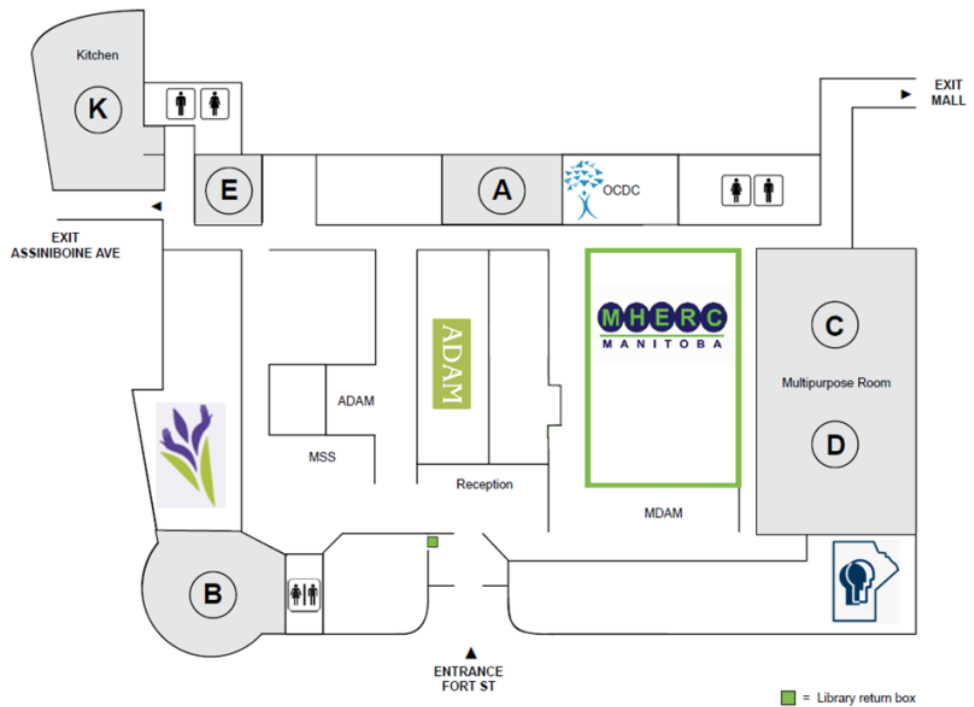 Kitchen
K
EXIT
MALL
E
A
OCDC
EXIT
ASSINIBOINE AVE
MHERC
MANITOBA
C
ADAM
Multipurpose Room
ADAM
D
MSS
Reception
MDAM
B
ENTRANCE
FORT ST
= Library return box